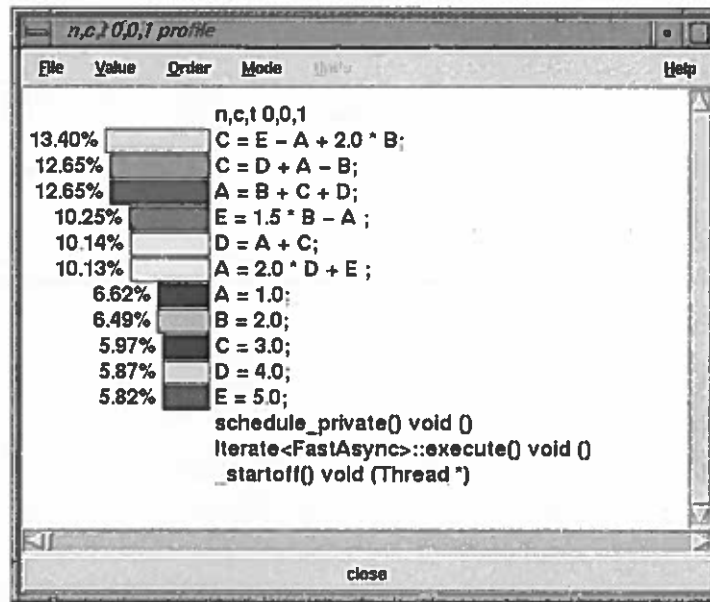 n,c,t 0,0,1 profile
File Value Order Mode Help
n,c,t 0,0,1
13.40% C = E - A + 2.0 * B;
12.65% C = D + A - B;
12.65% A = B + C + D;
10.25% E = 1.5 * B - A ;
10.14% D = A + C;
10.13% A = 2.0 * D + E ;
6.62% A = 1.0;
6.49% B = 2.0;
5.97% C = 3.0;
5.87% D = 4.0;
5.82% E = 5.0;
schedule_private() void ()
Iterate<FastAsync>::execute() void ()
_startoff() void (Thread *)
close